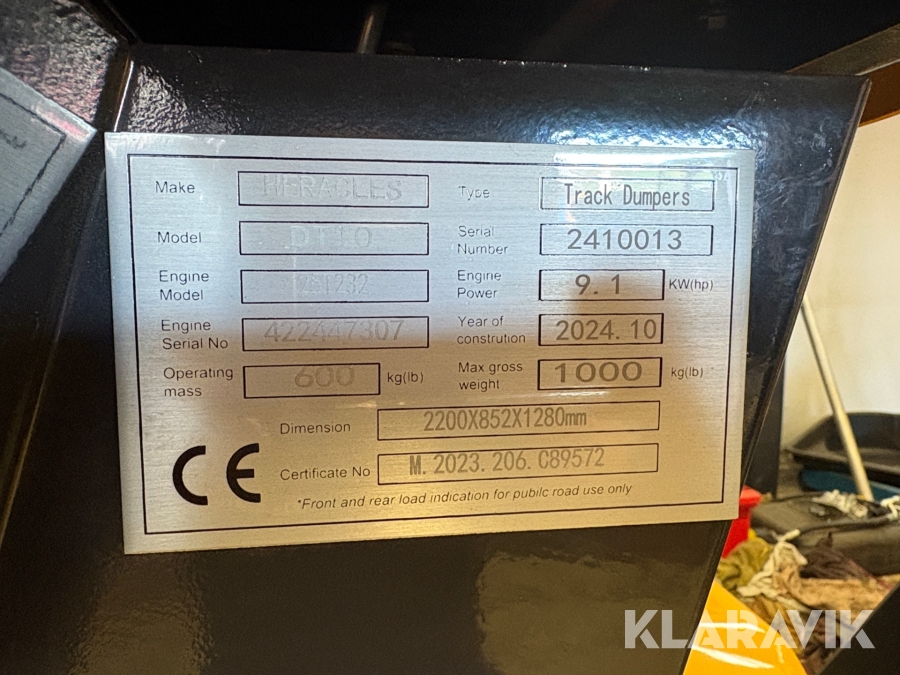 Make HERACLES Type Track Dumpers
Model Serial Number 2410013
Engine Model 25T232 Engine Power 9.1 KW(hp)
Engine Serial No 422447307 Year of constrution 2024.10
Operating mass 600 kg(lb) Max gross weight 1000 kg(lb)
Dimension 2200X852X1280mm
Certificate No M.2023.206.C89572
CE *Front and rear load indication for pubilc road use only
KLARAVIK